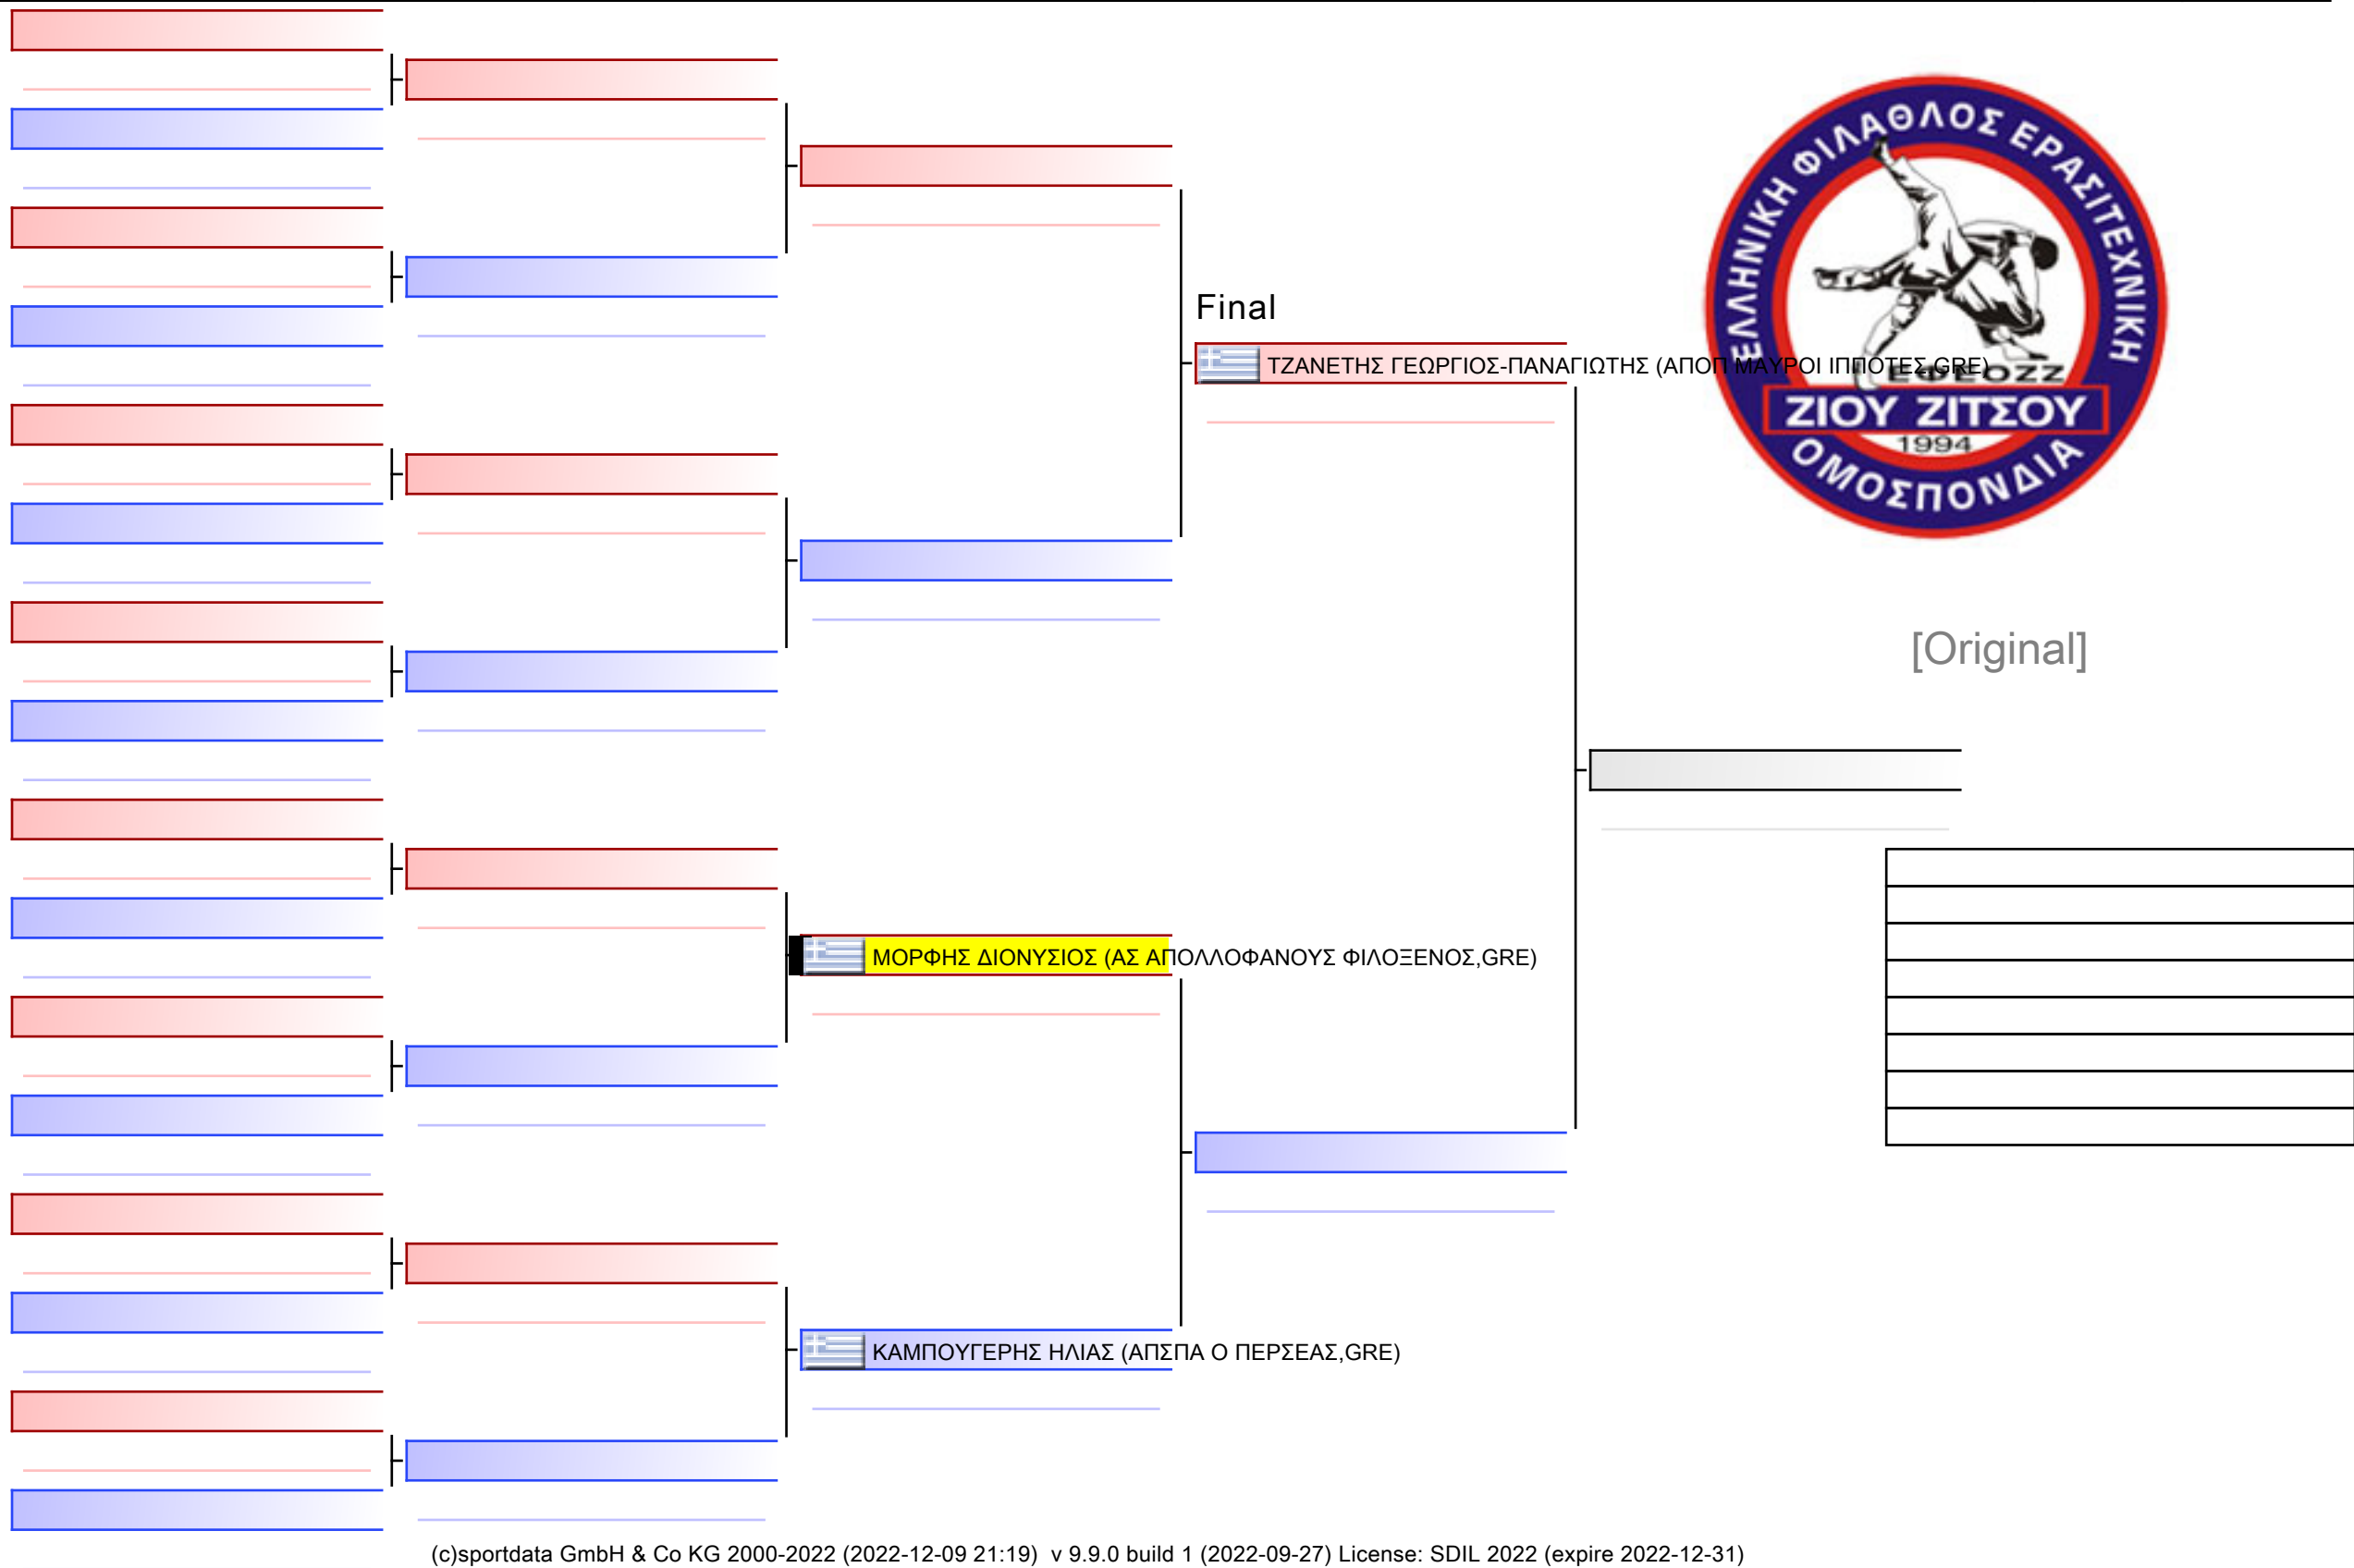 ΕΛΛΗΝΙΚΗ ΦΙΛΑΘΛΟΣ ΕΡΑΣΙΤΕΧΝΙΚΗ
Final
ΤΖΑΝΕΤΗΣ ΓΕΩΡΓΙΟΣ-ΠΑΝΑΓΙΩΤΗΣ (ΑΠΟΠ ΜΑΥΡΟΙ ΙΠΠΟΤΕΣ,GRE)
ΕΦΕΟΖΖ
ΖΙΟΥ ΖΙΤΣΟΥ
1994
ΟΜΟΣΠΟΝΔΙΑ
[Original]
ΜΟΡΦΗΣ ΔΙΟΝΥΣΙΟΣ (ΑΣ ΑΠΟΛΛΟΦΑΝΟΥΣ ΦΙΛΟΞΕΝΟΣ,GRE)
ΚΑΜΠΟΥΓΕΡΗΣ ΗΛΙΑΣ (ΑΠΣΠΑ Ο ΠΕΡΣΕΑΣ,GRE)
(c)sportdata GmbH & Co KG 2000-2022 (2022-12-09 21:19)  v 9.9.0 build 1 (2022-09-27) License: SDIL 2022 (expire 2022-12-31)